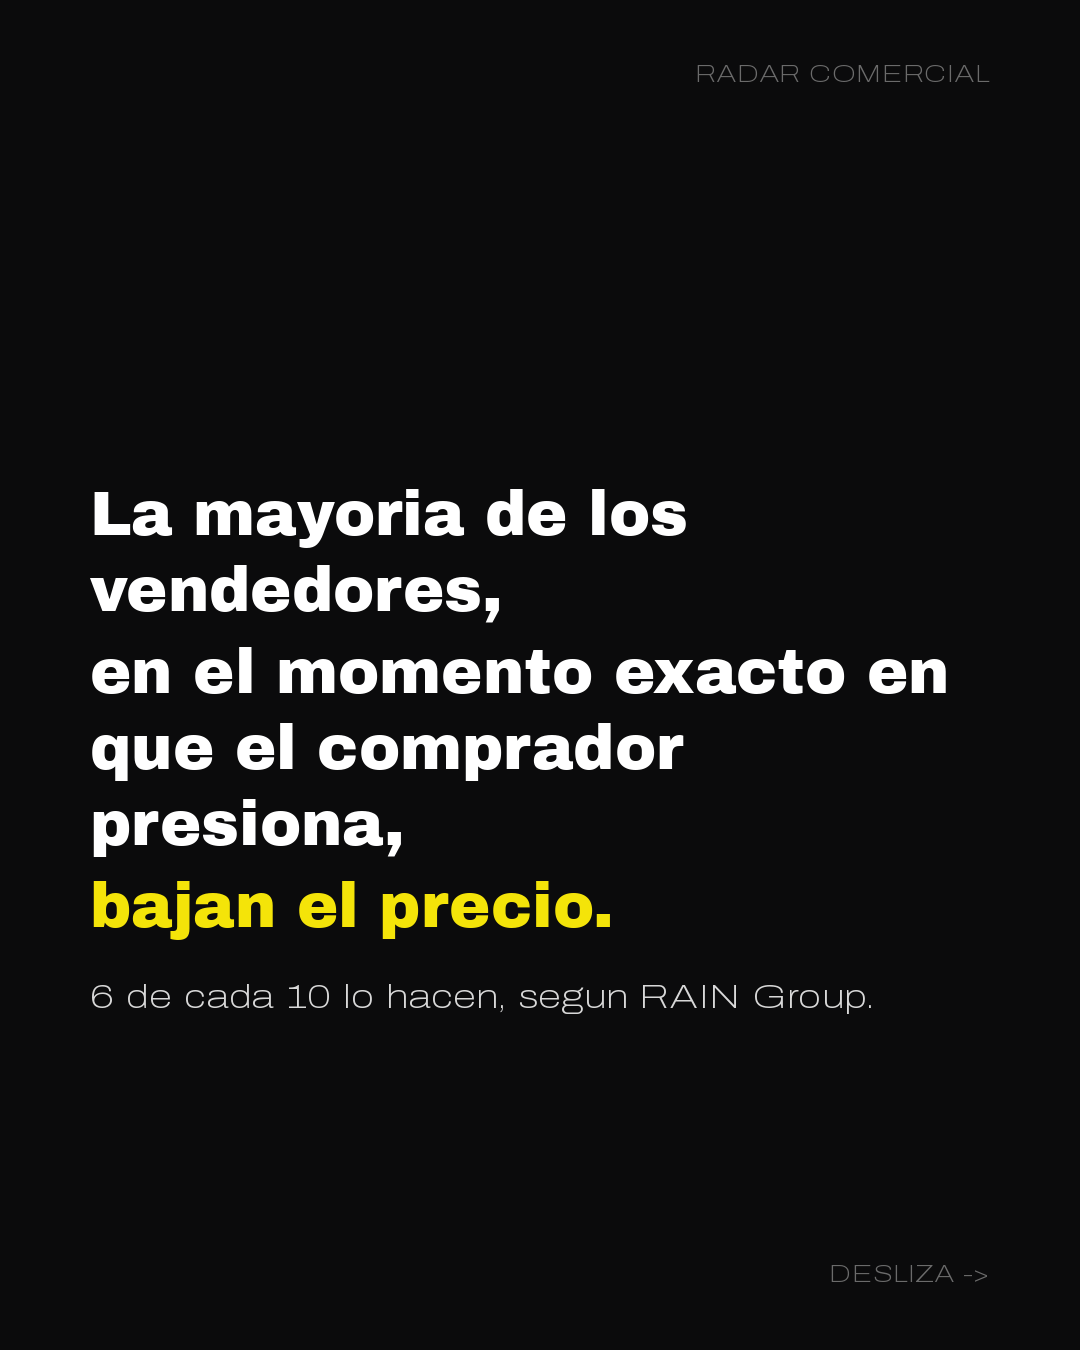 RADAR COMERCIAL
La mayoria de los
vendedores,
en el momento exacto en
que el comprador
presiona,
bajan el precio.
6 de cada 10 lo hacen, segun RAIN Group.
DESLIZA ->